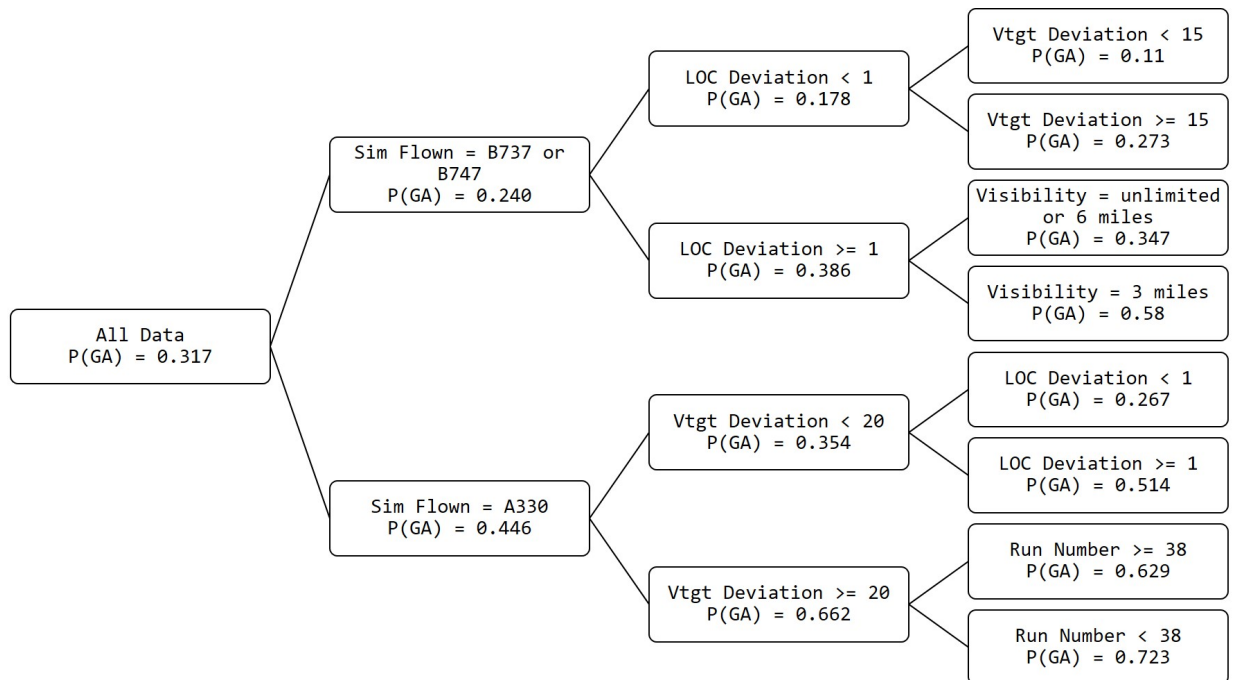 All Data
P(GA) = 0.317
Sim Flown = B737 or
B747
P(GA) = 0.240
Sim Flown = A330
P(GA) = 0.446
LOC Deviation < 1
P(GA) = 0.178
LOC Deviation >= 1
P(GA) = 0.386
Vtgt Deviation < 20
P(GA) = 0.354
Vtgt Deviation >= 20
P(GA) = 0.662
Vtgt Deviation < 15
P(GA) = 0.11
Vtgt Deviation >= 15
P(GA) = 0.273
Visibility = unlimited
or 6 miles
P(GA) = 0.347
Visibility = 3 miles
P(GA) = 0.58
LOC Deviation < 1
P(GA) = 0.267
LOC Deviation >= 1
P(GA) = 0.514
Run Number >= 38
P(GA) = 0.629
Run Number < 38
P(GA) = 0.723